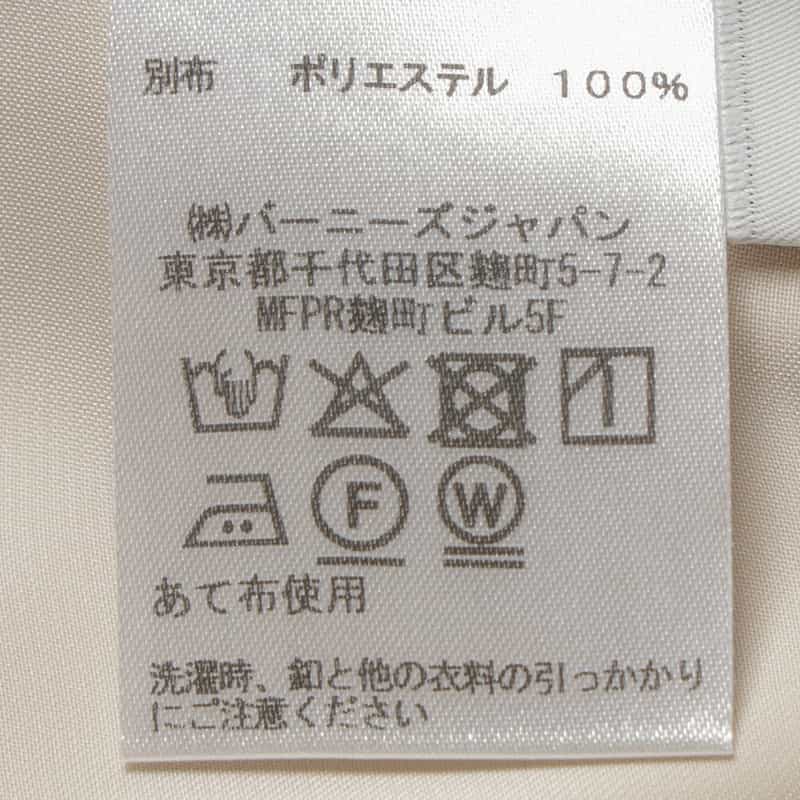 別布 ポリエステル 100%
㈱バーニーズジャパン
東京都千代田区麹町5-7-2
MFPR麹町ビル5F
F W
あて布使用
洗濯時、釦と他の衣料の引っかかり
にご注意ください